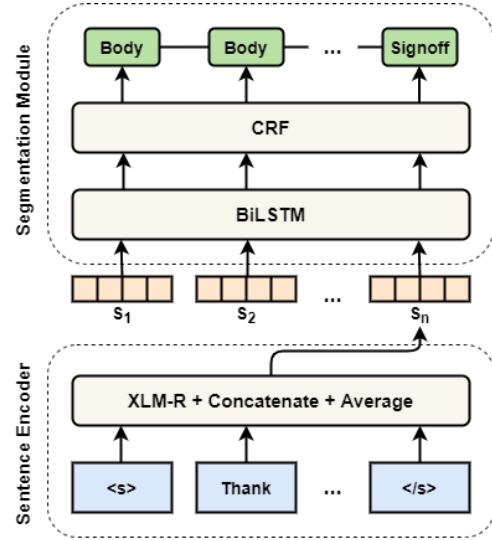 Segmentation Module
Body Body ... Signoff
CRF
BiLSTM
s1 s2 ... sn
Sentence Encoder
XLM-R + Concatenate + Average
<s> Thank ... </s>